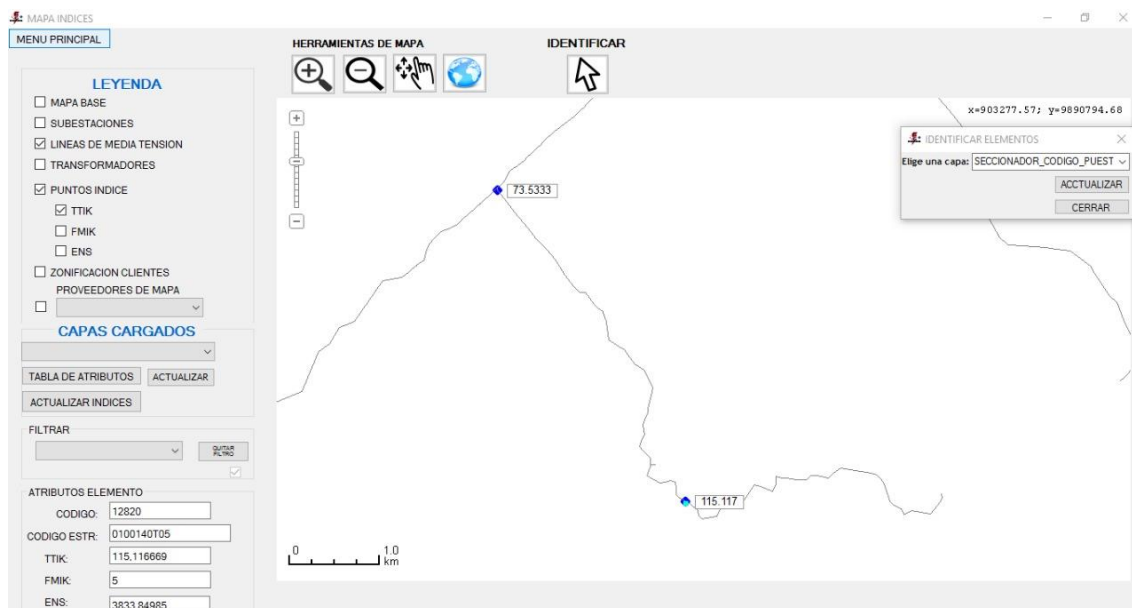 MAPA INDICES
MENU PRINCIPAL
LEYENDA
MAPA BASE
SUBESTACIONES
LINEAS DE MEDIA TENSION
TRANSFORMADORES
PUNTOS INDICE
TTIK
FMIK
ENS
ZONIFICACION CLIENTES
PROVEEDORES DE MAPA
CAPAS CARGADOS
TABLA DE ATRIBUTOS ACTUALIZAR
ACTUALIZAR INDICES
FILTRAR
QUITAR
FILTRO
ATRIBUTOS ELEMENTO
CODIGO: 12820
CODIGO ESTR: 0100140T05
TTIK: 115,116669
FMIK: 5
ENS: 3833,84985
HERRAMIENTAS DE MAPA IDENTIFICAR
x=903277.57; y=9890794.68
IDENTIFICAR ELEMENTOS
Elige una capa: SECCIONADOR_CODIGO_PUEST
ACCTUALIZAR
CERRAR
73.5333
115.117
0 1.0
km